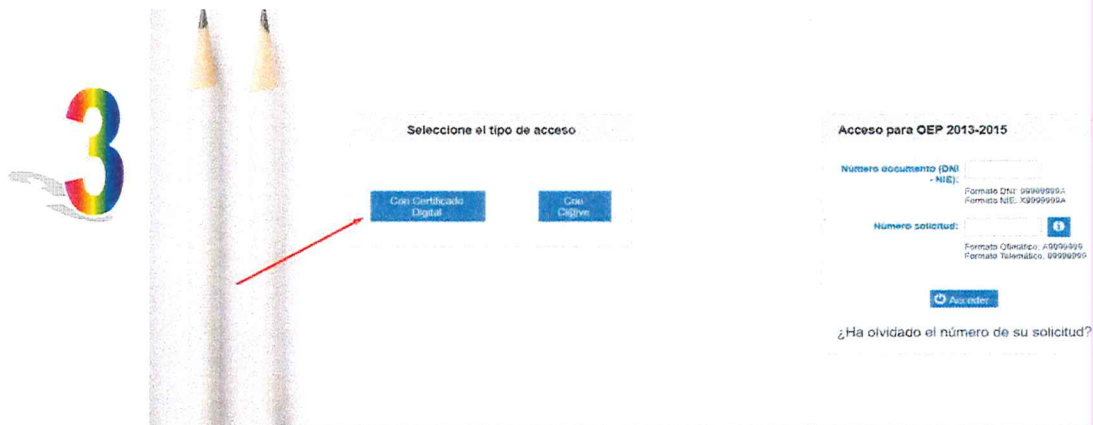 3
Seleccione el tipo de acceso
Con Certificado
Digital
Con
Cl@ve
Acceso para OEP 2013-2015
Número documento (DNI
- NIE):
Formato DNI: 99999999A
Formato NIE: X9999999A
Número solicitud:
Formato Ofimático: A9999999
Formato Telemático: 99999999
Acceder
¿Ha olvidado el número de su solicitud?